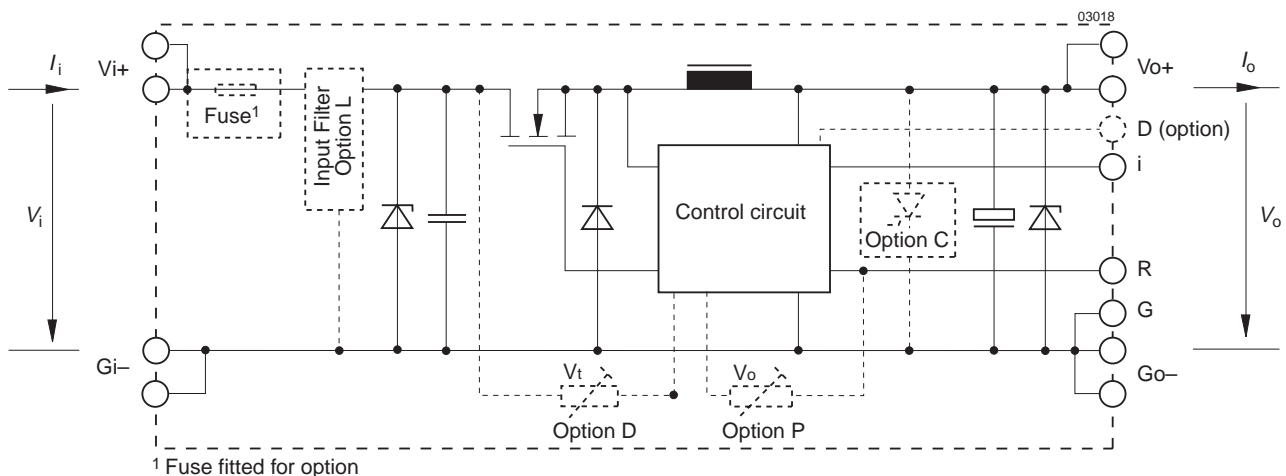 03018
Ii
Vi+
Fuse1
Input Filter
Option L
Vo+
Io
D (option)
i
Control circuit
Option C
Vi
Vo
R
G
Gi–
Go–
Vt
Vo
Option D
Option P
1 Fuse fitted for option